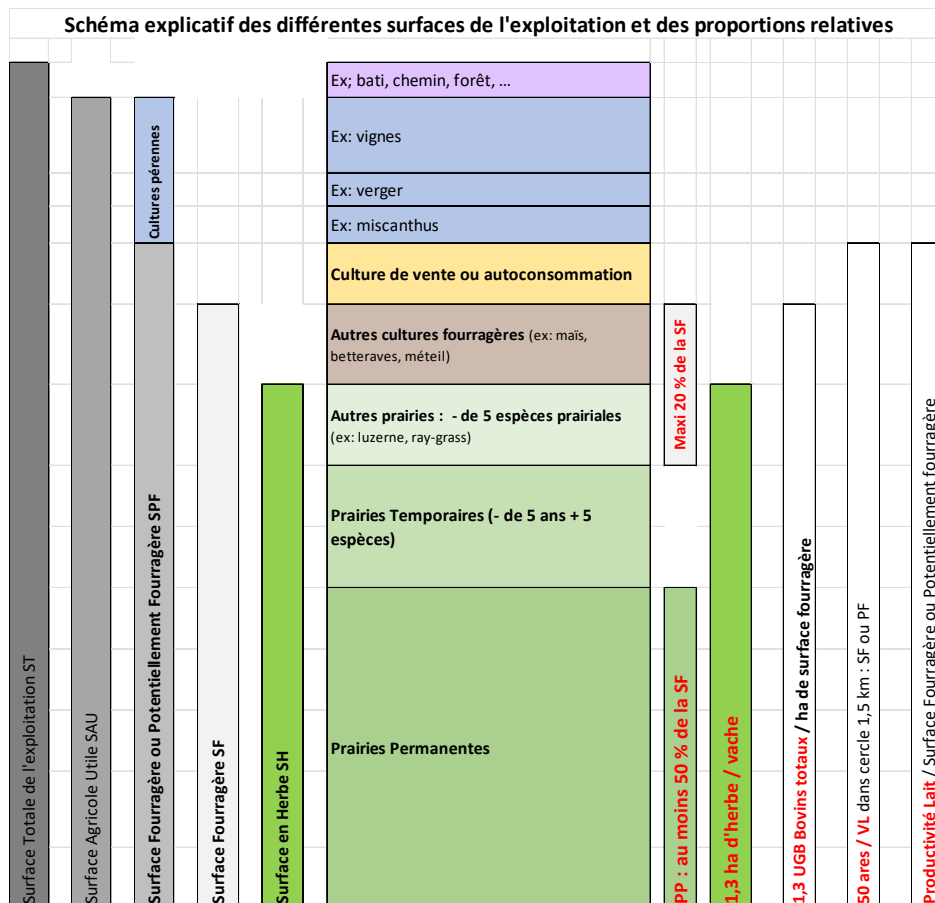 Schéma explicatif des différentes surfaces de l'exploitation et des proportions relatives
Surface Totale de l'exploitation ST
Surface Agricole Utile SAU
Cultures pérennes
Surface Fourragère ou Potentiellement Fourragère SPF
Surface Fourragère SF
Surface en Herbe SH
Ex; bati, chemin, forêt, ...
Ex: vignes
Ex: verger
Ex: miscanthus
Culture de vente ou autoconsommation
Autres cultures fourragères (ex: maïs,
betteraves, méteil)
Autres prairies : - de 5 espèces prairiales
(ex: luzerne, ray-grass)
Prairies Temporaires (- de 5 ans + 5
espèces)
Prairies Permanentes
Maxi 20 % de la SF
PP : au moins 50 % de la SF
1,3 ha d'herbe / vache
1,3 UGB Bovins totaux / ha de surface fourragère
50 ares / VL dans cercle 1,5 km : SF ou PF
Productivité Lait / Surface Fourragère ou Potentiellement fourragère